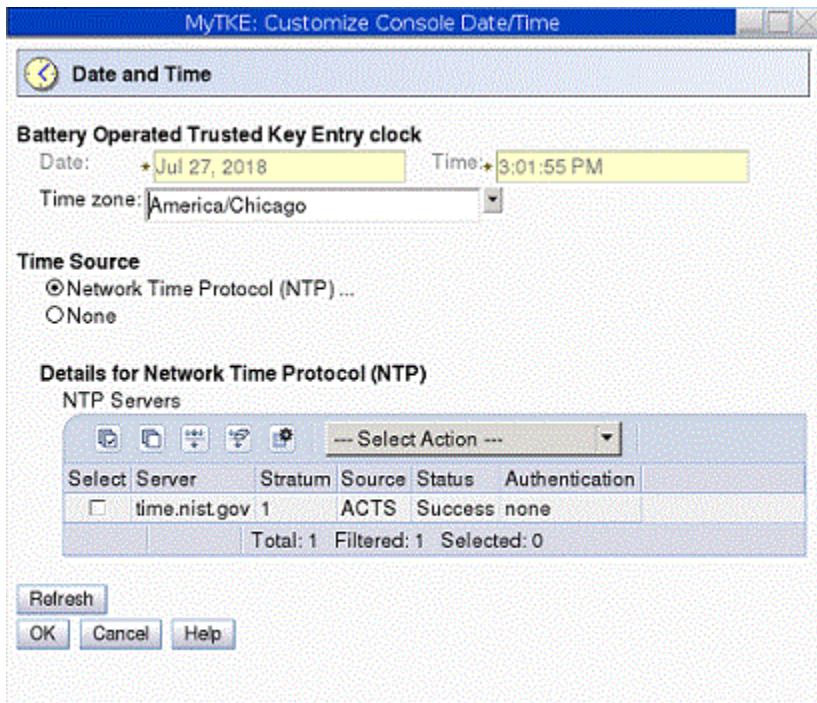 MyTKE: Customize Console Date/Time
Date and Time
Battery Operated Trusted Key Entry clock
Date: Jul 27, 2018 Time: 3:01:55 PM
Time zone: America/Chicago
Time Source
Network Time Protocol (NTP) ...
None
Details for Network Time Protocol (NTP)
NTP Servers
--- Select Action ---
Select Server Stratum Source Status Authentication
time.nist.gov 1 ACTS Success none
Total: 1 Filtered: 1 Selected: 0
Refresh
OK Cancel Help